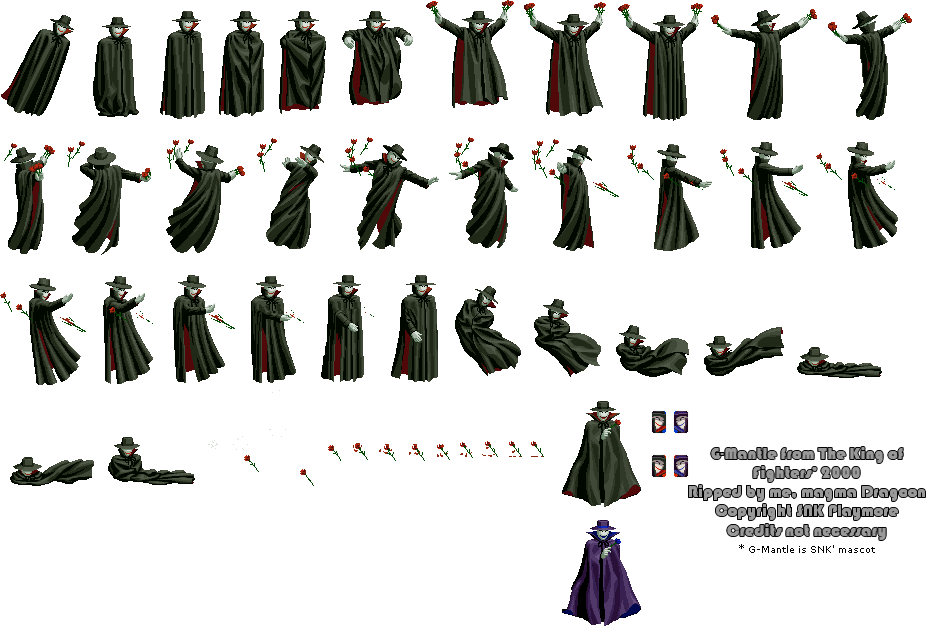 G-Mantle from The King of
Fighters' 2000
Ripped by me, magma Dragoon
Copyright SNK Playmore
Credits not necessary
* G-Mantle is SNK' mascot